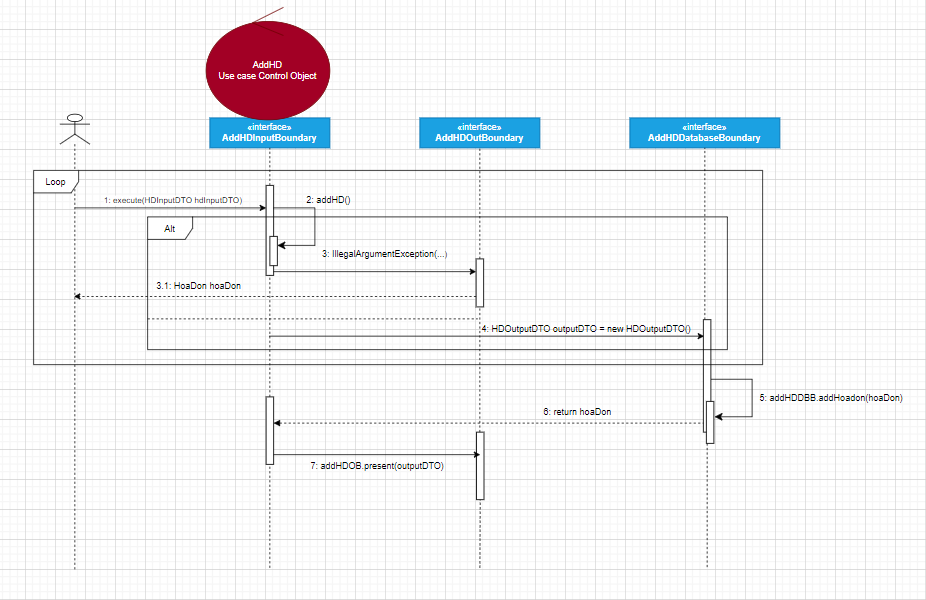 AddHD
Use case Control Object
«interface»
AddHDInputBoundary
«interface»
AddHDOutBoundary
«interface»
AddHDDatabaseBoundary
Loop
1: execute(HDInputDTO hdInputDTO)
2: addHD()
Alt
3: IllegalArgumentException(...)
3.1: HoaDon hoaDon
4: HDOutputDTO outputDTO = new HDOutputDTO()
5: addHDDBB.addHoadon(hoaDon)
6: return hoaDon
7: addHDOB.present(outputDTO)